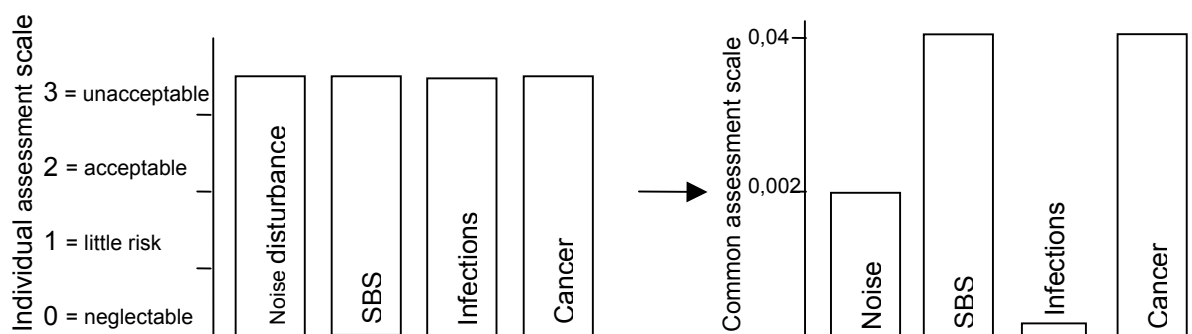 Individual assessment scale
3 = unacceptable
2 = acceptable
1 = little risk
0 = neglectable
Noise disturbance
SBS
Infections
Cancer
Common assessment scale
0,04
0,002
Noise
SBS
Infections
Cancer